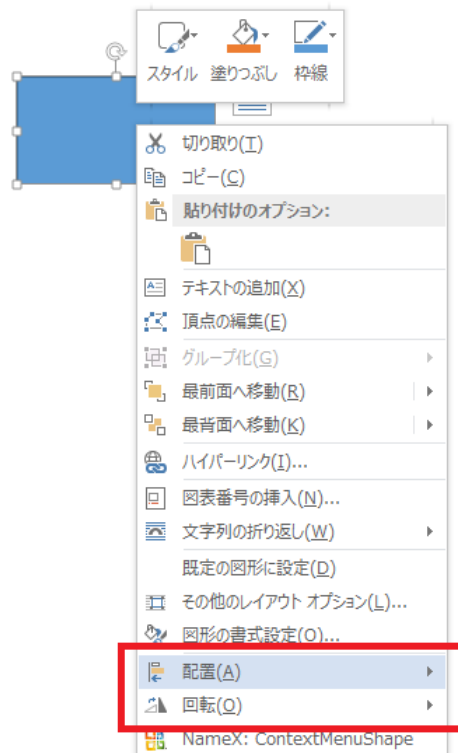 スタイル 塗りつぶし 枠線
切り取り(T)
コピー(C)
貼り付けのオプション:
テキストの追加(X)
頂点の編集(E)
グループ化(G)
最前面へ移動(R)
最背面へ移動(K)
ハイパーリンク(I)...
図表番号の挿入(N)...
文字列の折り返し(W)
既定の図形に設定(D)
その他のレイアウト オプション(L)...
図形の書式設定(O)...
配置(A)
回転(O)
NameX: ContextMenuShape